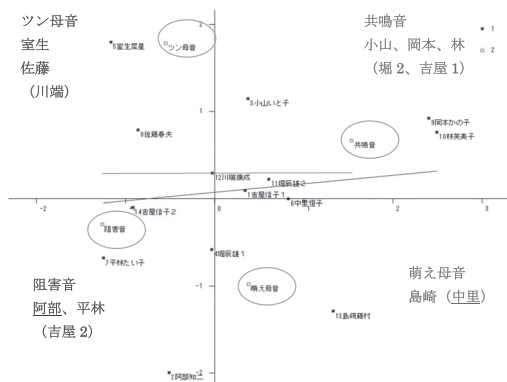 ツン母音
室生
佐藤
（川端）
共鳴音
小山、岡本、林
（堀２、吉屋１）
1
2
2
5室生犀星
ツン母音
3小山いと子
1
8佐藤春夫
9岡本かの子
10林芙美子
共鳴音
12川端康成
11堀辰雄２
1吉屋信子１
6中里恒子
-2
-1
0
1
2
3
14吉屋信子２
阻害音
4堀辰雄１
7平林たい子
萌え母音
-1
13島崎藤村
2阿部知二
-2
阻害音
阿部、平林
（吉屋２）
萌え母音
島崎（中里）